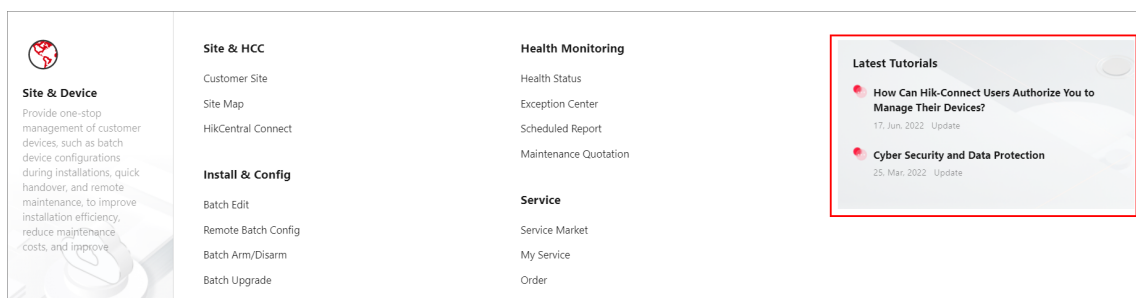 Site & Device
Provide one-stop
management of customer
devices, such as batch
device configurations
during installations, quick
handover, and remote
maintenance, to improve
installation efficiency,
reduce maintenance
costs, and improve
Site & HCC
Customer Site
Site Map
HikCentral Connect
Install & Config
Batch Edit
Remote Batch Config
Batch Arm/Disarm
Batch Upgrade
Health Monitoring
Health Status
Exception Center
Scheduled Report
Maintenance Quotation
Service
Service Market
My Service
Order
Latest Tutorials
How Can Hik-Connect Users Authorize You to
Manage Their Devices?
17, Jun, 2022 Update
Cyber Security and Data Protection
25, Mar, 2022 Update